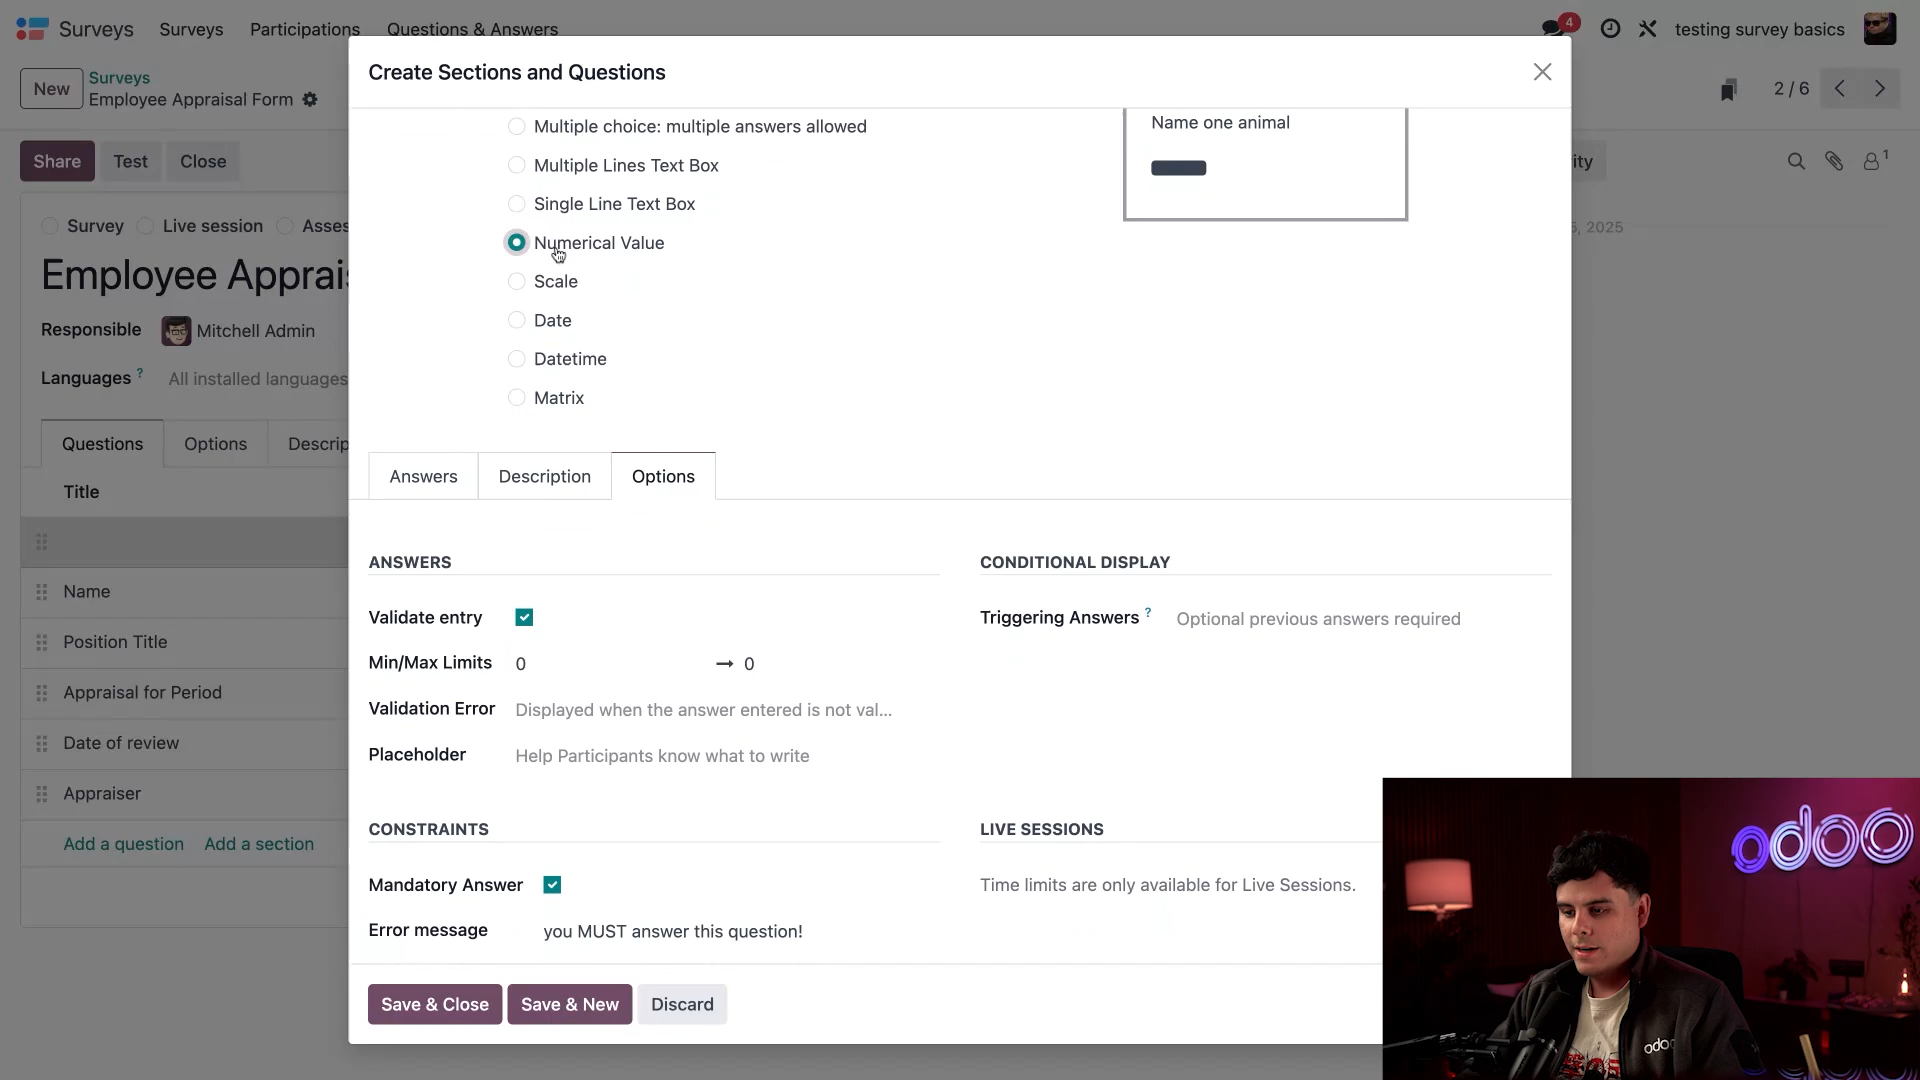 Surveys Surveys Participations Questions & Answers 4 testing survey basics
New Surveys
Employee Appraisal Form 2 / 6
Share Test Close ity 1
Survey Live session Asses 5, 2025
Employee Apprais
Responsible Mitchell Admin
Languages ? All installed languages
Questions Options Descrip
Title
Name
Position Title
Appraisal for Period
Date of review
Appraiser
Add a question Add a section
Create Sections and Questions
Multiple choice: multiple answers allowed
Multiple Lines Text Box
Single Line Text Box
Numerical Value
Scale
Date
Datetime
Matrix
Name one animal
Answers Description Options
ANSWERS
Validate entry
Min/Max Limits 0 → 0
Validation Error Displayed when the answer entered is not val...
Placeholder Help Participants know what to write
CONDITIONAL DISPLAY
Triggering Answers ? Optional previous answers required
CONSTRAINTS
Mandatory Answer
Error message you MUST answer this question!
LIVE SESSIONS
Time limits are only available for Live Sessions.
Save & Close Save & New Discard
odoo
odoo